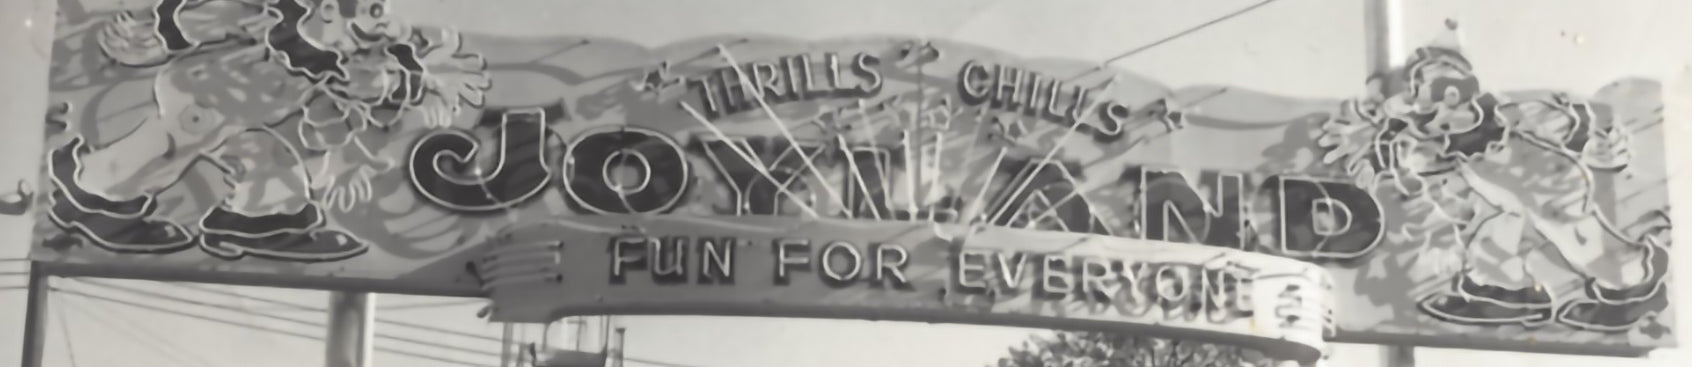 THRILLS CHILLS
JOYLAND
FUN FOR EVERYONE